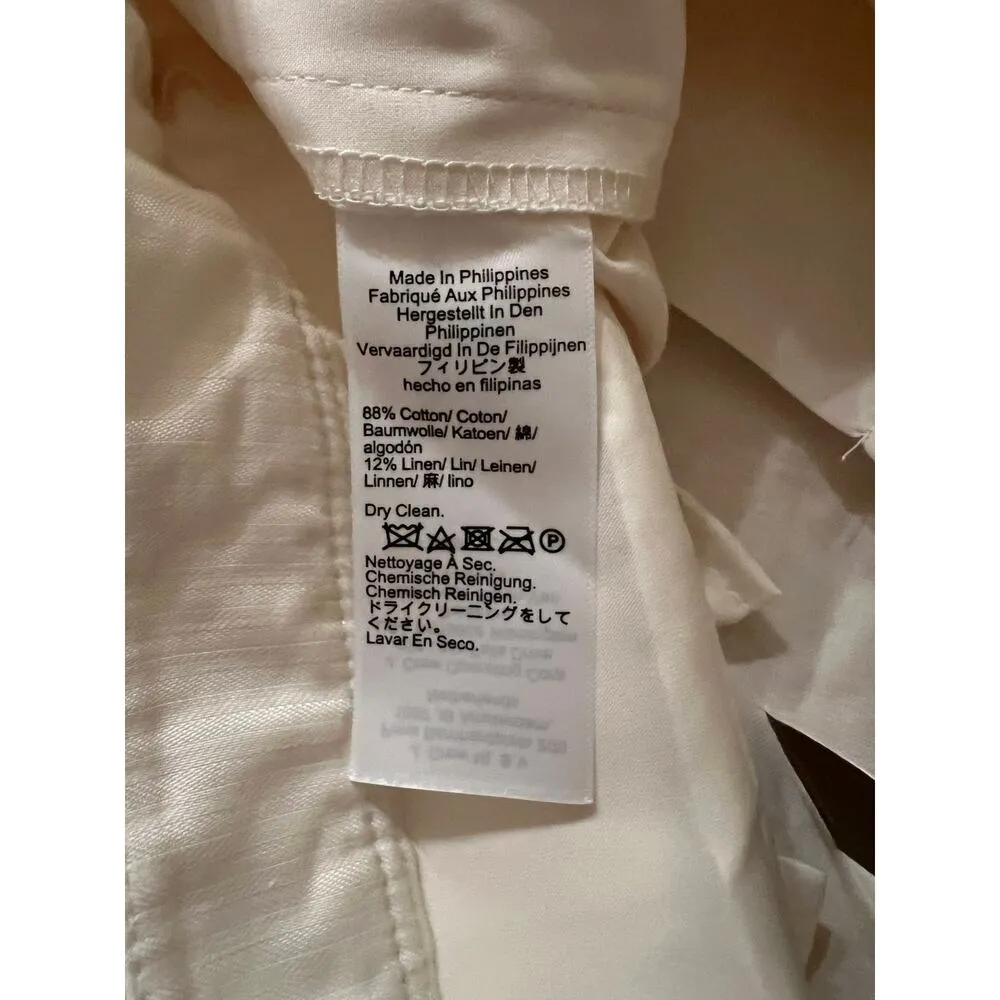 Made In Philippines
Fabriqué Aux Philippines
Hergestellt In Den
Philippinen
Vervaardigd In De Filippijnen
フィリピン製
hecho en filipinas
88% Cotton/ Coton/
Baumwolle/ Katoen/ 綿/
algodón
12% Linen/ Lin/ Leinen/
Linnen/ 麻/ lino
Dry Clean.
P
Nettoyage À Sec.
Chemische Reinigung.
Chemisch Reinigen.
ドライクリーニングをして
ください。
Lavar En Seco.